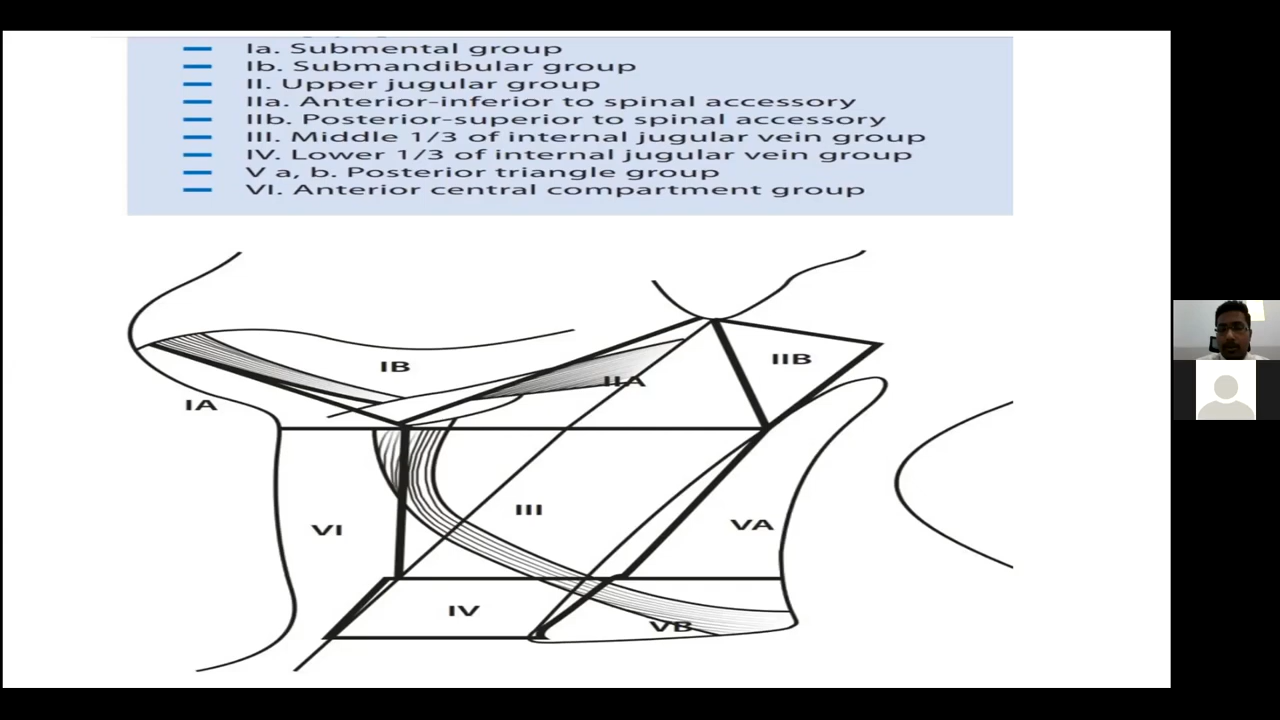 Ia. Submental group
Ib. Submandibular group
II. Upper jugular group
IIa. Anterior-inferior to spinal accessory
IIb. Posterior-superior to spinal accessory
III. Middle 1/3 of internal jugular vein group
IV. Lower 1/3 of internal jugular vein group
V a, b. Posterior triangle group
VI. Anterior central compartment group
IB
IIA
IIB
IA
III
VI
VA
IV
VB